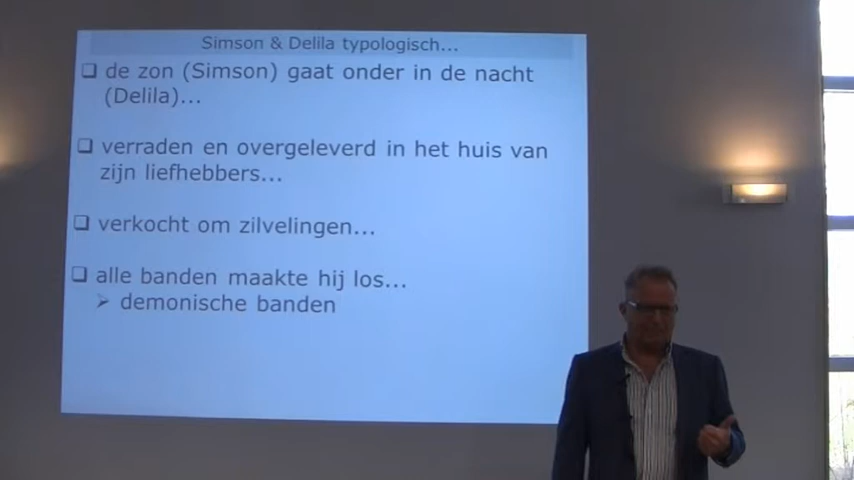 Simson & Delila typologisch...
❑ de zon (Simson) gaat onder in de nacht
(Delila)...
❑ verraden en overgeleverd in het huis van
zijn liefhebbers...
❑ verkocht om zilvelingen...
❑ alle banden maakte hij los...
➢ demonische banden